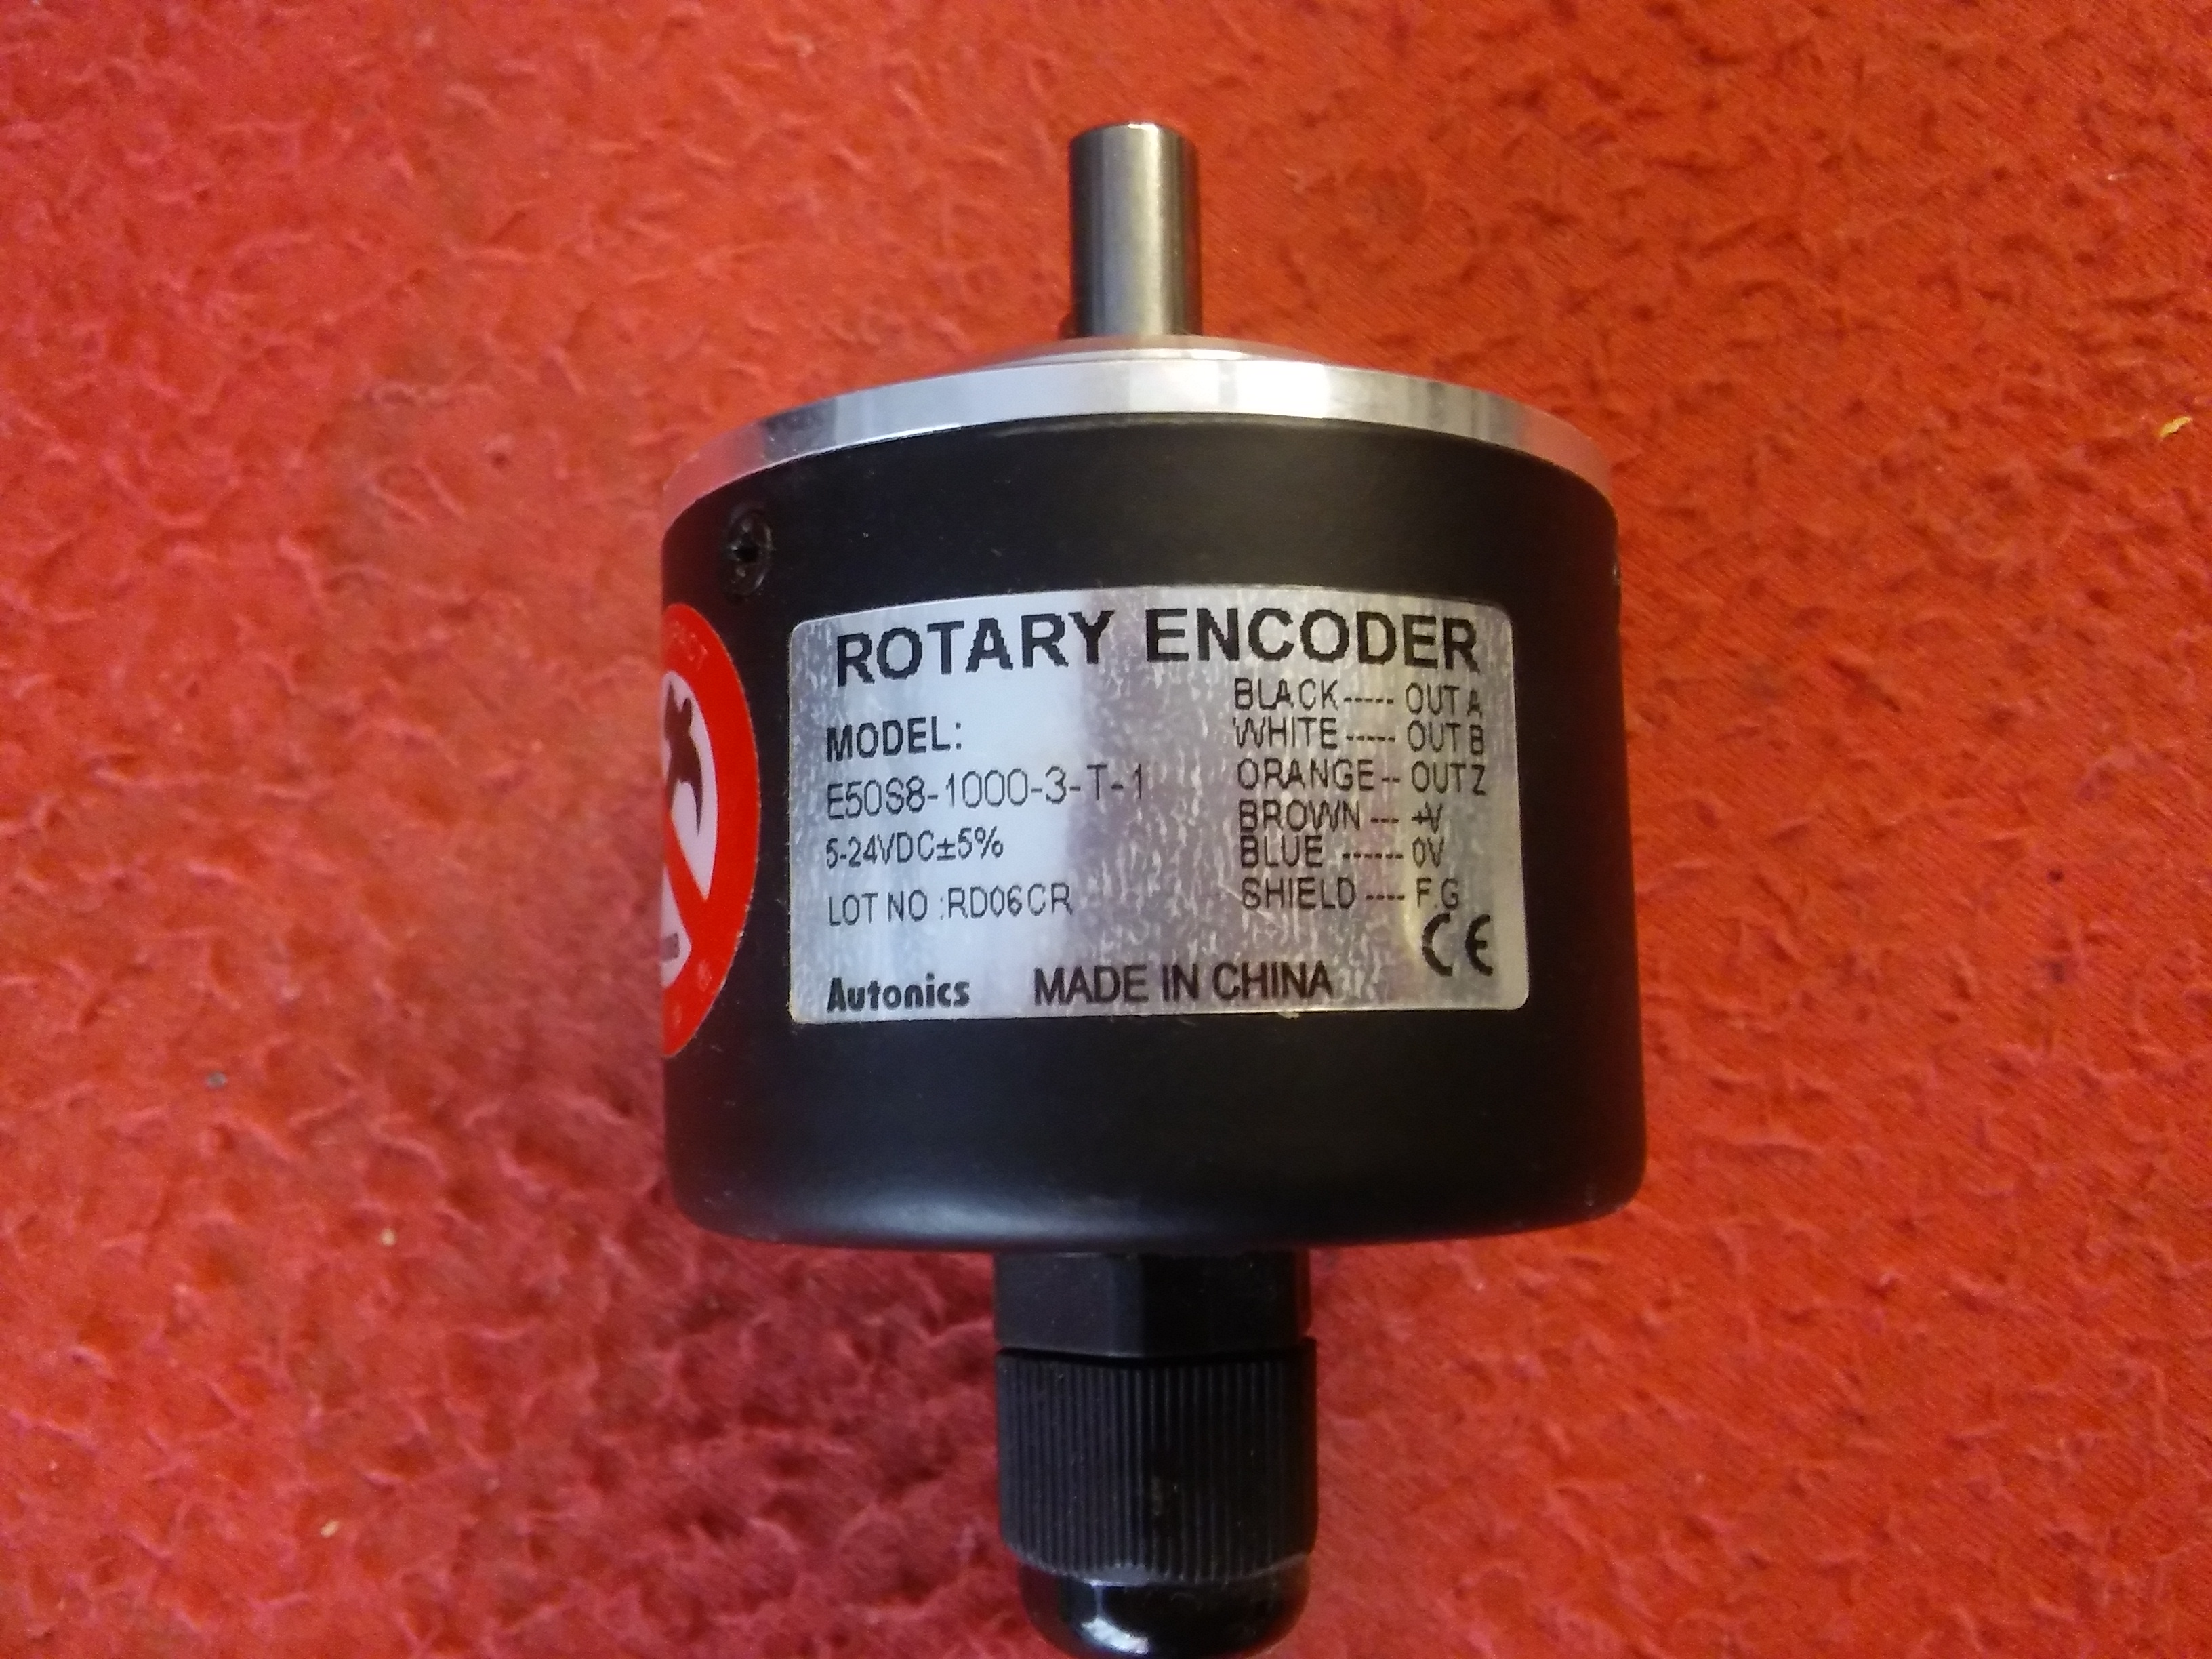 ROTARY ENCODER
BLACK----- OUT A
WHITE----- OUT B
MODEL:
ORANGE-- OUT Z
E50S8-1000-3-T-1
BROWN --- +V
5-24VDC±5%
BLUE ------ 0V
LOT NO :RD06CR
SHIELD ---- F.G
CE
Autonics MADE IN CHINA